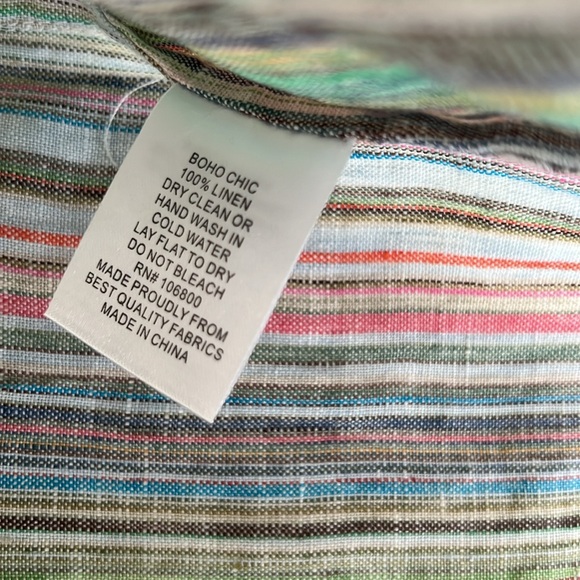 BOHO CHIC
100% LINEN
DRY CLEAN OR
HAND WASH IN
COLD WATER
LAY FLAT TO DRY
DO NOT BLEACH
RN# 106800
MADE PROUDLY FROM
BEST QUALITY FABRICS
MADE IN CHINA